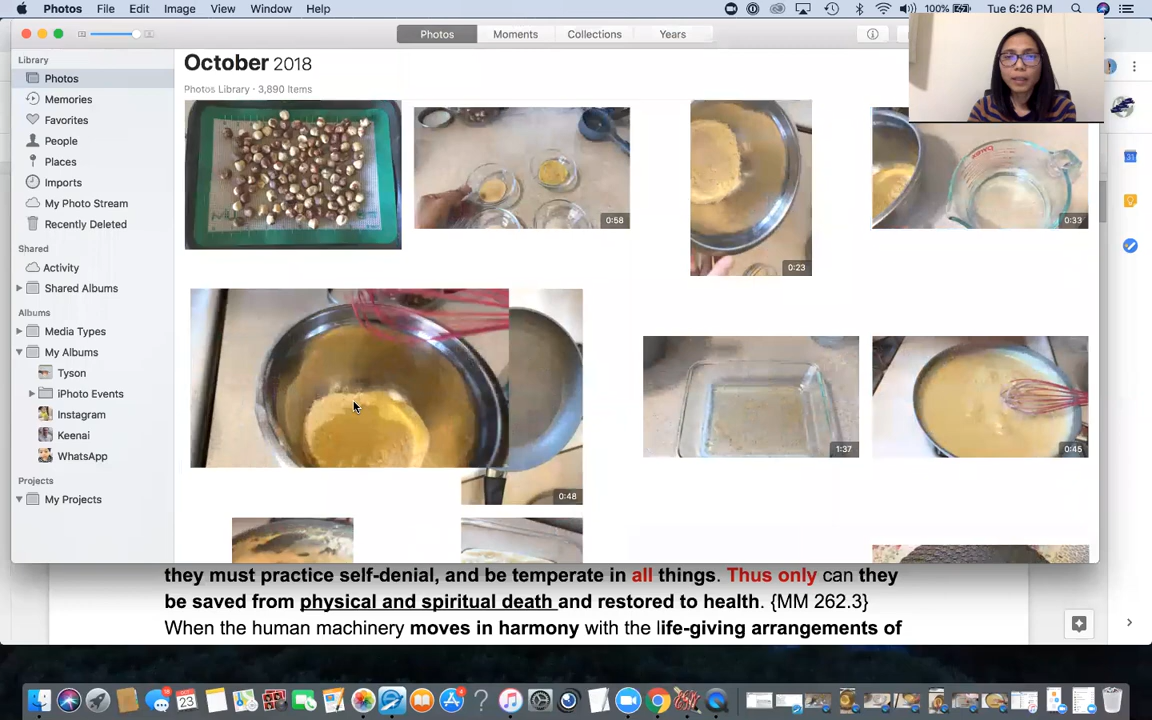 Photos File Edit Image View Window Help 100% Tue 6:26 PM
Photos Moments Collections Years
Library
Photos
Memories
Favorites
People
Places
Imports
My Photo Stream
Recently Deleted
Shared
Activity
Shared Albums
Albums
Media Types
My Albums
Tyson
iPhoto Events
Instagram
Keenai
WhatsApp
Projects
My Projects
October 2018
Photos Library · 3,890 Items
0:58
0:23
0:33
0:48
1:37
0:45
they must practice self-denial, and be temperate in all things. Thus only can they
be saved from physical and spiritual death and restored to health. {MM 262.3}
When the human machinery moves in harmony with the life-giving arrangements of